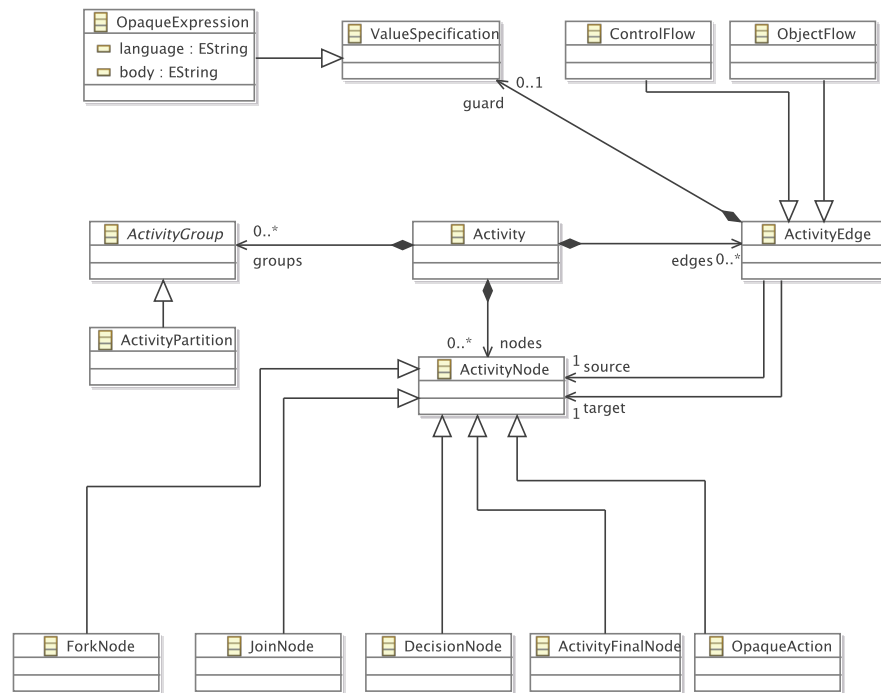 OpaqueExpression
language : EString
body : EString
ValueSpecification
ControlFlow
ObjectFlow
0..1
guard
ActivityGroup
0..*
groups
Activity
edges 0..*
ActivityEdge
ActivityPartition
0..* nodes
ActivityNode
1 source
1 target
ForkNode
JoinNode
DecisionNode
ActivityFinalNode
OpaqueAction